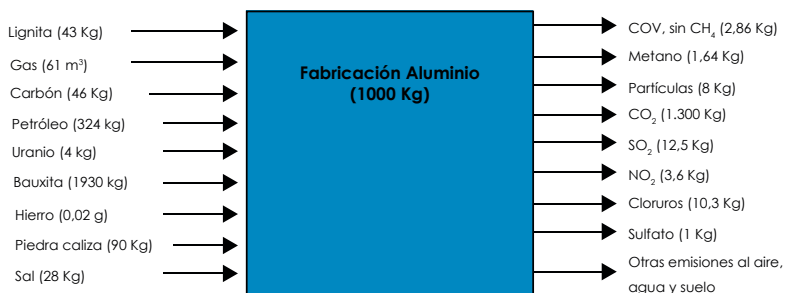 Lignita (43 Kg)
Gas (61 m³)
Carbón (46 Kg)
Petróleo (324 kg)
Uranio (4 kg)
Bauxita (1930 kg)
Hierro (0,02 g)
Piedra caliza (90 Kg)
Sal (28 Kg)
Fabricación Aluminio
(1000 Kg)
COV, sin CH₄ (2,86 Kg)
Metano (1,64 Kg)
Partículas (8 Kg)
CO₂ (1.300 Kg)
SO₂ (12,5 Kg)
NO₂ (3,6 Kg)
Cloruros (10,3 Kg)
Sulfato (1 Kg)
Otras emisiones al aire,
agua y suelo